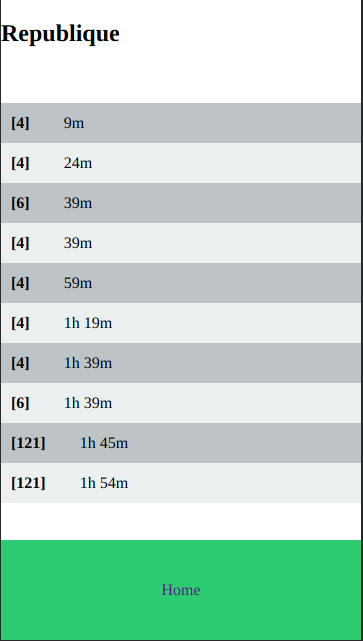 Republique
[4] 9m
[4] 24m
[6] 39m
[4] 39m
[4] 59m
[4] 1h 19m
[4] 1h 39m
[6] 1h 39m
[121] 1h 45m
[121] 1h 54m
Home